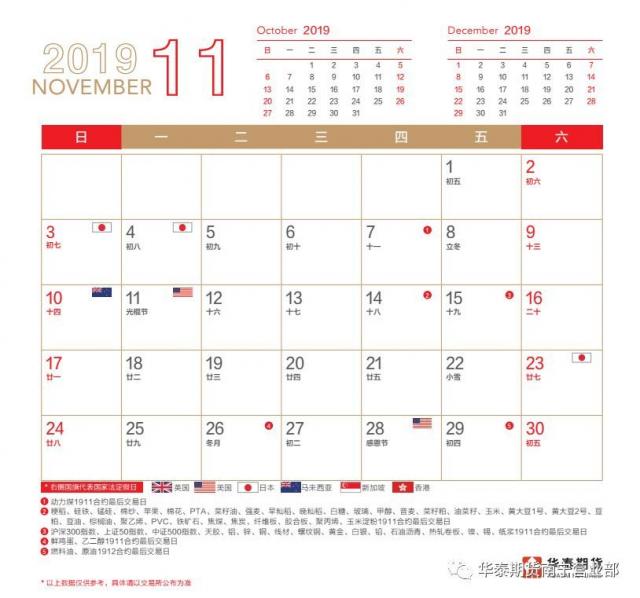 2019
NOVEMBER
11
October 2019
日 一 二 三 四 五 六
1 2 3 4 5
6 7 8 9 10 11 12
13 14 15 16 17 18 19
20 21 22 23 24 25 26
27 28 29 30 31
December 2019
日 一 二 三 四 五 六
1 2 3 4 5 6 7
8 9 10 11 12 13 14
15 16 17 18 19 20 21
22 23 24 25 26 27 28
29 30 31
日 一 二 三 四 五 六
1 2
初五 初六
3 4 5 6 7 ① 8 9
初七 初八 初九 初十 十一 立冬 十三
10 11 12 13 14 ② 15 ③ 16
十四 光棍节 十六 十七 十八 十九 二十
17 18 19 20 21 22 23
廿一 廿二 廿三 廿四 廿五 小雪 廿七
24 25 26 ④ 27 28 29 ⑤ 30
廿八 廿九 冬月 初二 感恩节 初四 初五
* 右侧国旗代表国家法定假日 英国 美国 日本 马来西亚 新加坡 香港
① 动力煤1911合约最后交易日
② 粳稻、硅铁、锰硅、棉纱、苹果、棉花、PTA、菜籽油、强麦、早籼稻、晚籼稻、白糖、玻璃、甲醇、普麦、菜籽粕、油菜籽、玉米、黄大豆1号、黄大豆2号、豆
粕、豆油、棕榈油、聚乙烯、PVC、铁矿石、焦煤、焦炭、纤维板、胶合板、聚丙烯、玉米淀粉1911合约最后交易日
③ 沪深300指数、上证50指数、中证500指数、天胶、铝、锌、铜、线材、螺纹钢、黄金、白银、铅、石油沥青、热轧卷板、镍、锡、纸浆1911合约最后交易日
④ 鲜鸡蛋、乙二醇1911合约最后交易日
⑤ 燃料油、原油1912合约最后交易日
* 以上数据仅供参考，具体请以交易所公布为准
华泰期货
华泰期货南宁营业部